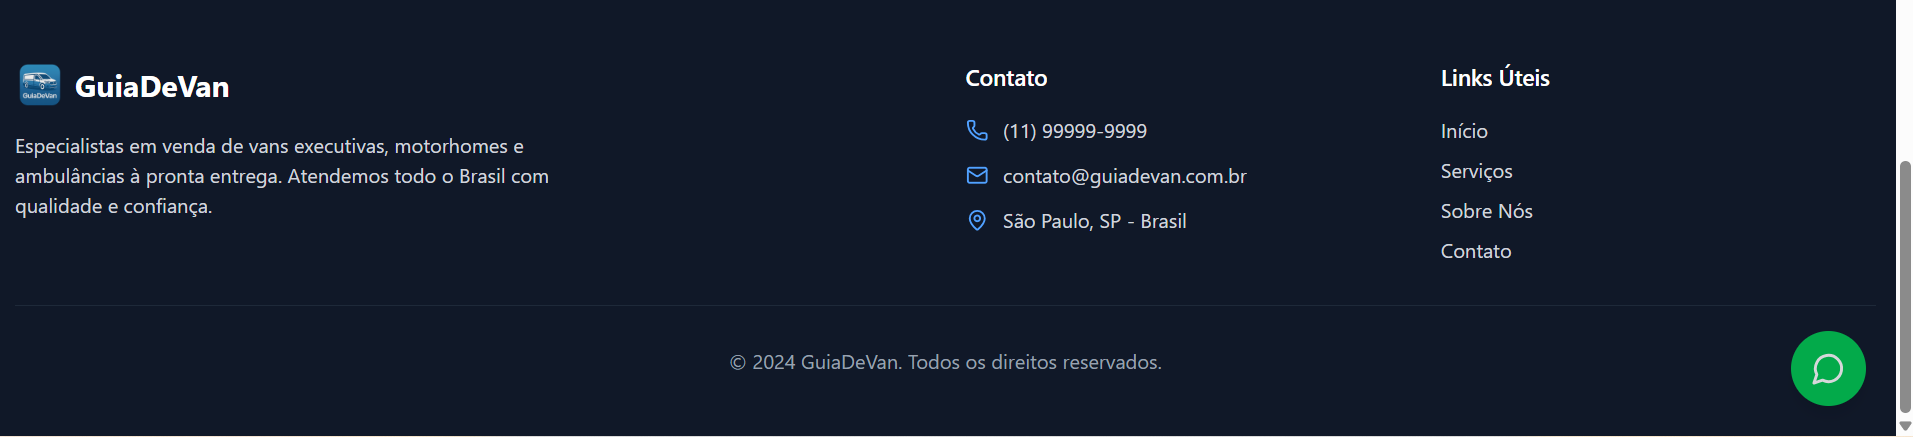 GuiaDeVan
GuiaDeVan
Especialistas em venda de vans executivas, motorhomes e
ambulâncias à pronta entrega. Atendemos todo o Brasil com
qualidade e confiança.
Contato
(11) 99999-9999
contato@guiadevan.com.br
São Paulo, SP - Brasil
Links Úteis
Início
Serviços
Sobre Nós
Contato
© 2024 GuiaDeVan. Todos os direitos reservados.